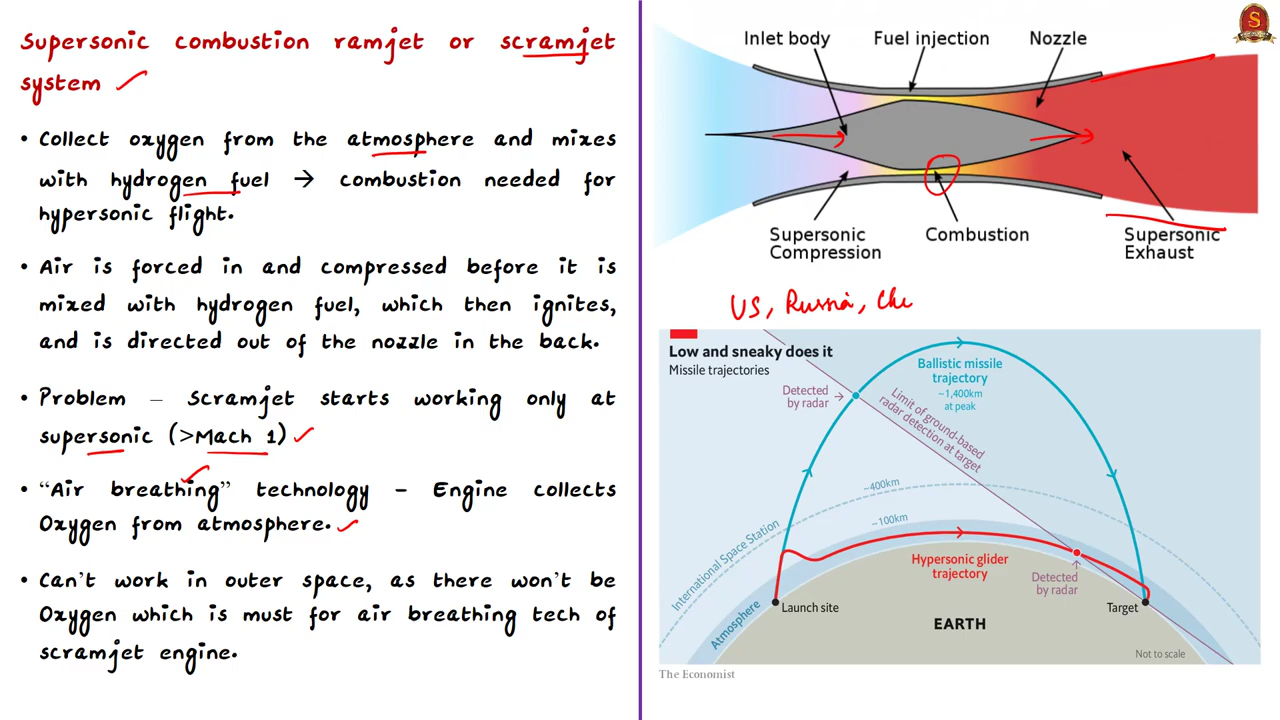 Supersonic combustion ramjet or scramjet
system
• Collect oxygen from the atmosphere and mixes
with hydrogen fuel → combustion needed for
hypersonic flight.
• Air is forced in and compressed before it is
mixed with hydrogen fuel, which then ignites,
and is directed out of the nozzle in the back.
• Problem – Scramjet starts working only at
supersonic (>Mach 1)
• “Air breathing” technology – Engine collects
Oxygen from atmosphere.
• Can't work in outer space, as there won't be
Oxygen which is must for air breathing tech of
scramjet engine.
S
Inlet body
Fuel injection
Nozzle
Supersonic
Compression
Combustion
Supersonic
Exhaust
US, Russia, Chi
Low and sneaky does it
Missile trajectories
Detected
by radar
Ballistic missile
trajectory
~1,400km
at peak
Limit of ground-based
radar detection at target
~400km
~100km
International Space Station
Hypersonic glider
trajectory
Detected
by radar
Launch site
Target
Atmosphere
EARTH
Not to scale
The Economist